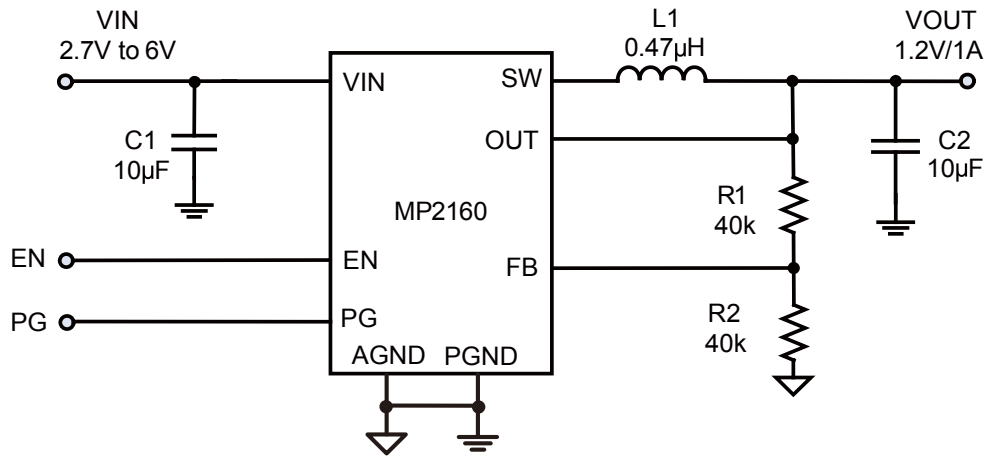 VIN
2.7V to 6V
L1
0.47µH
VOUT
1.2V/1A
VIN
SW
OUT
C1
10µF
C2
10µF
MP2160
R1
40k
EN
EN
FB
PG
PG
R2
40k
AGND PGND